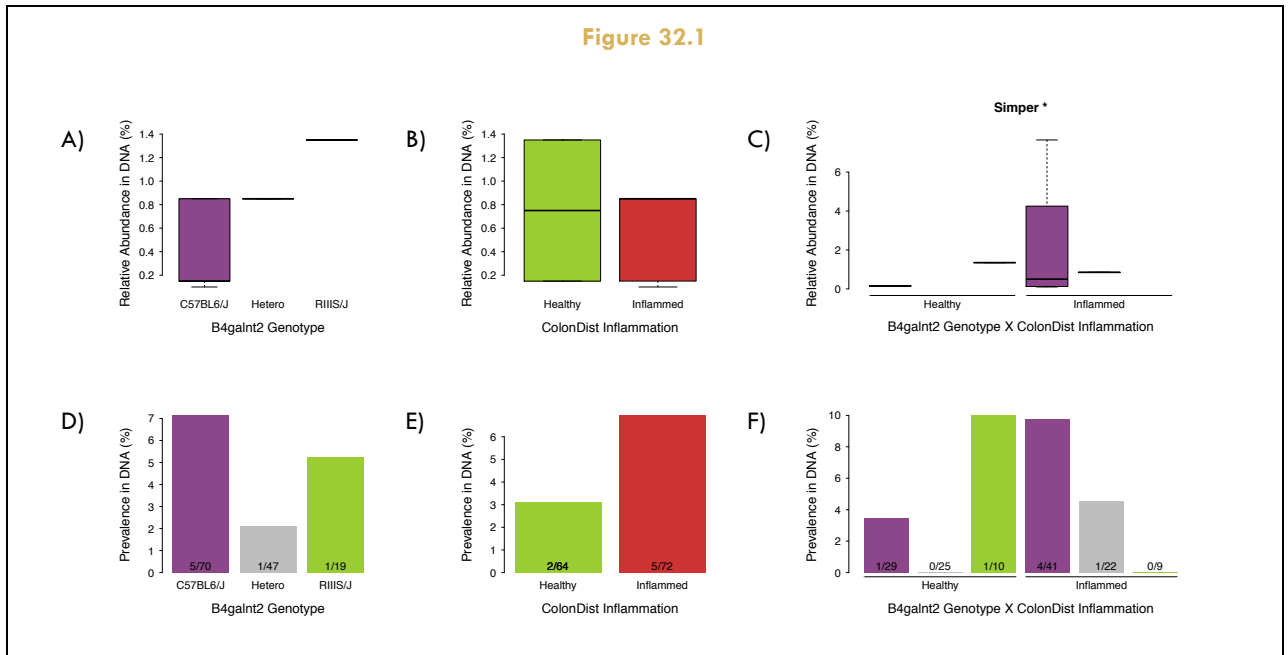 Figure 32.1
A)
Relative Abundance in DNA (%)
1.4
1.2
1.0
0.8
0.6
0.4
0.2
C57BL6/J Hetero RIIIS/J
B4galnt2 Genotype
B)
Relative Abundance in DNA (%)
1.4
1.2
1.0
0.8
0.6
0.4
0.2
Healthy Inflammed
ColonDist Inflammation
C)
Simper *
Relative Abundance in DNA (%)
6
4
2
0
Healthy Inflammed
B4galnt2 Genotype X ColonDist Inflammation
D)
Prevalence in DNA (%)
7
6
5
4
3
2
1
0
5/70 1/47 1/19
C57BL6/J Hetero RIIIS/J
B4galnt2 Genotype
E)
Prevalence in DNA (%)
6
5
4
3
2
1
0
2/64 5/72
Healthy Inflammed
ColonDist Inflammation
F)
Prevalence in DNA (%)
10
8
6
4
2
0
1/29 0/25 1/10 4/41 1/22 0/9
Healthy Inflammed
B4galnt2 Genotype X ColonDist Inflammation